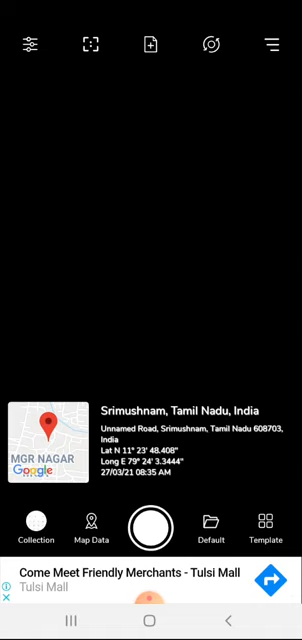 Srimushnam, Tamil Nadu, India
Unnamed Road, Srimushnam, Tamil Nadu 608703,
India
Lat N 11° 23' 48.408"
Long E 79° 24' 3.3444"
27/03/21 08:35 AM
MGR NAGAR
Google
Collection
Map Data
Default
Template
Come Meet Friendly Merchants - Tulsi Mall
Tulsi Mall